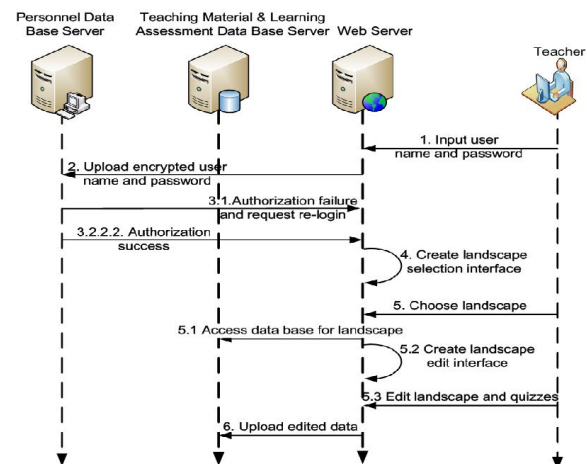 Personnel Data
Base Server
Teaching Material & Learning
Assessment Data Base Server
Web Server
Teacher
1. Input user
name and password
2. Upload encrypted user
name and password
3.1.Authorization failure
and request re-login
3.2.2.2. Authorization
success
4. Create landscape
selection interface
5. Choose landscape
5.1 Access data base for landscape
5.2 Create landscape
edit interface
5.3 Edit landscape and quizzes
6. Upload edited data